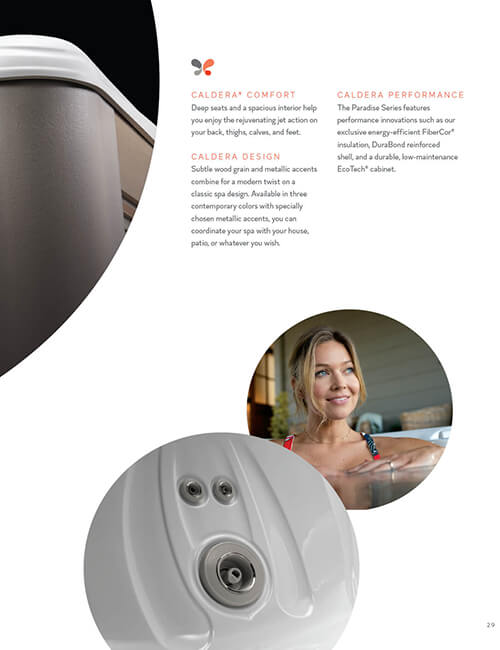 CALDERA® COMFORT
Deep seats and a spacious interior help
you enjoy the rejuvenating jet action on
your back, thighs, calves, and feet.
CALDERA DESIGN
Subtle wood grain and metallic accents
combine for a modern twist on a
classic spa design. Available in three
contemporary colors with specially
chosen metallic accents, you can
coordinate your spa with your house,
patio, or whatever you wish.
CALDERA PERFORMANCE
The Paradise Series features
performance innovations such as our
exclusive energy-efficient FiberCor®
insulation, DuraBond reinforced
shell, and a durable, low-maintenance
EcoTech® cabinet.
29